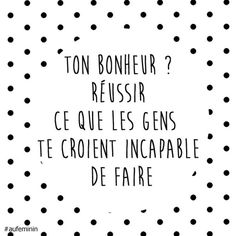 TON BONHEUR ?
RÉUSSIR
CE QUE LES GENS
TE CROIENT INCAPABLE
DE FAIRE
#aufeminin